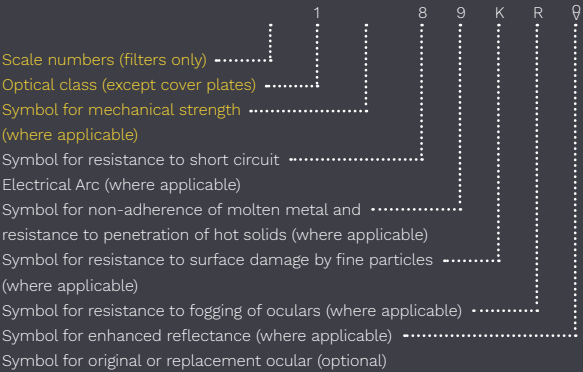 1 8 9 K R
Scale numbers (filters only)
Optical class (except cover plates)
Symbol for mechanical strength
(where applicable)
Symbol for resistance to short circuit
Electrical Arc (where applicable)
Symbol for non-adherence of molten metal and
resistance to penetration of hot solids (where applicable)
Symbol for resistance to surface damage by fine particles
(where applicable)
Symbol for resistance to fogging of oculars (where applicable)
Symbol for enhanced reflectance (where applicable)
Symbol for original or replacement ocular (optional)